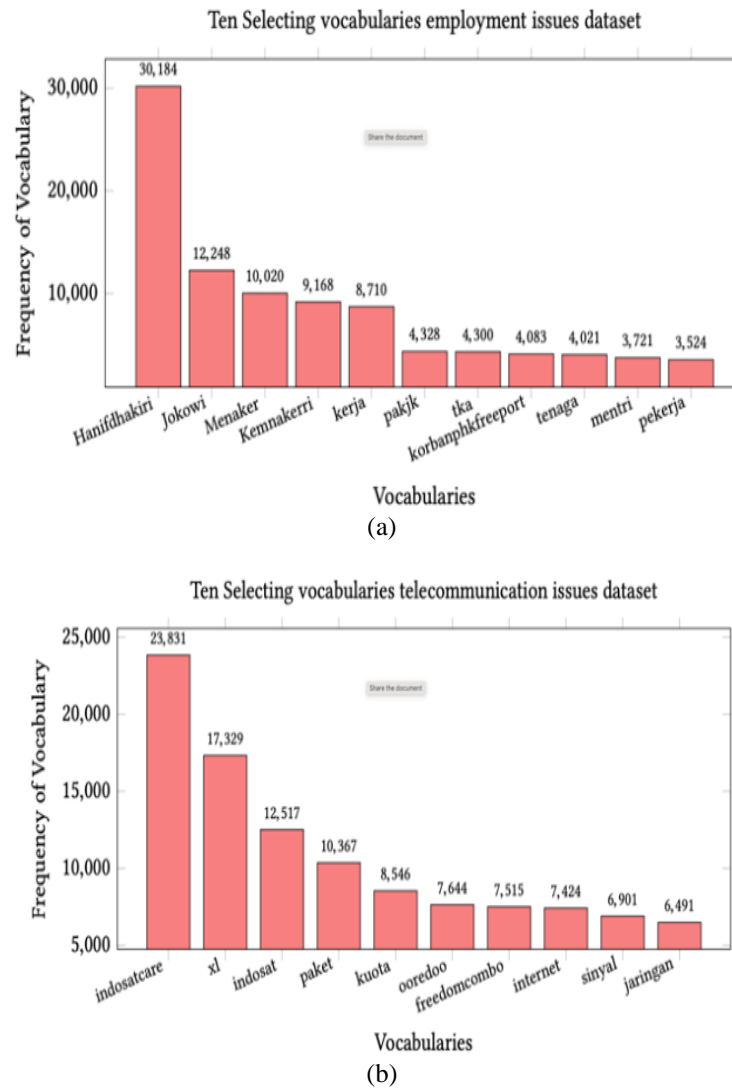 Ten Selecting vocabularies employment issues dataset
Frequency of Vocabulary
30,000
20,000
10,000
30,184
12,248
10,020
9,168
8,710
4,328
4,300
4,083
4,021
3,721
3,524
Share the document
Hanifdhakiri
Jokowi
Menaker
Kemnakerri
kerja
pakjk
tka
korbanphkfreeport
tenaga
mentri
pekerja
Vocabularies
(a)
Ten Selecting vocabularies telecommunication issues dataset
Frequency of Vocabulary
25,000
20,000
15,000
10,000
5,000
23,831
17,329
12,517
10,367
8,546
7,644
7,515
7,424
6,901
6,491
Share the document
indosatcare
xl
indosat
paket
kuota
ooredoo
freedomcombo
internet
sinyal
jaringan
Vocabularies
(b)